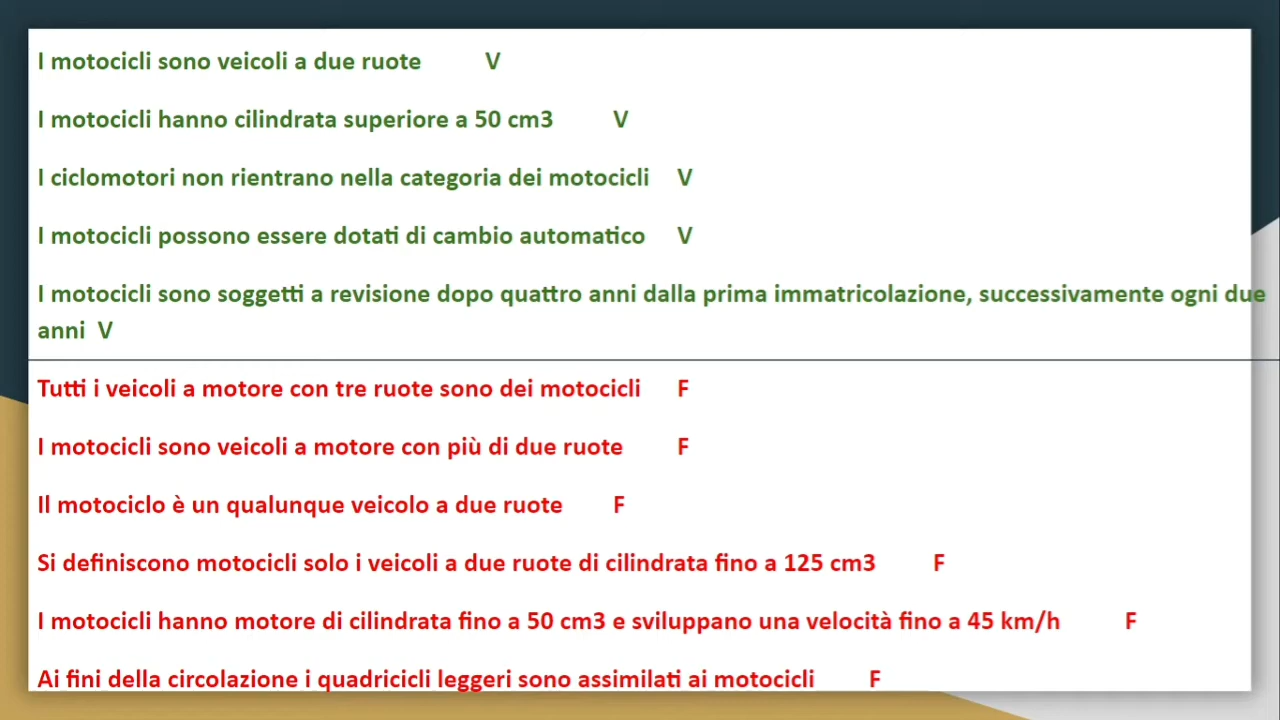 I motocicli sono veicoli a due ruote V
I motocicli hanno cilindrata superiore a 50 cm3 V
I ciclomotori non rientrano nella categoria dei motocicli V
I motocicli possono essere dotati di cambio automatico V
I motocicli sono soggetti a revisione dopo quattro anni dalla prima immatricolazione, successivamente ogni due
anni V
Tutti i veicoli a motore con tre ruote sono dei motocicli F
I motocicli sono veicoli a motore con più di due ruote F
Il motociclo è un qualunque veicolo a due ruote F
Si definiscono motocicli solo i veicoli a due ruote di cilindrata fino a 125 cm3 F
I motocicli hanno motore di cilindrata fino a 50 cm3 e sviluppano una velocità fino a 45 km/h F
Ai fini della circolazione i quadricicli leggeri sono assimilati ai motocicli F